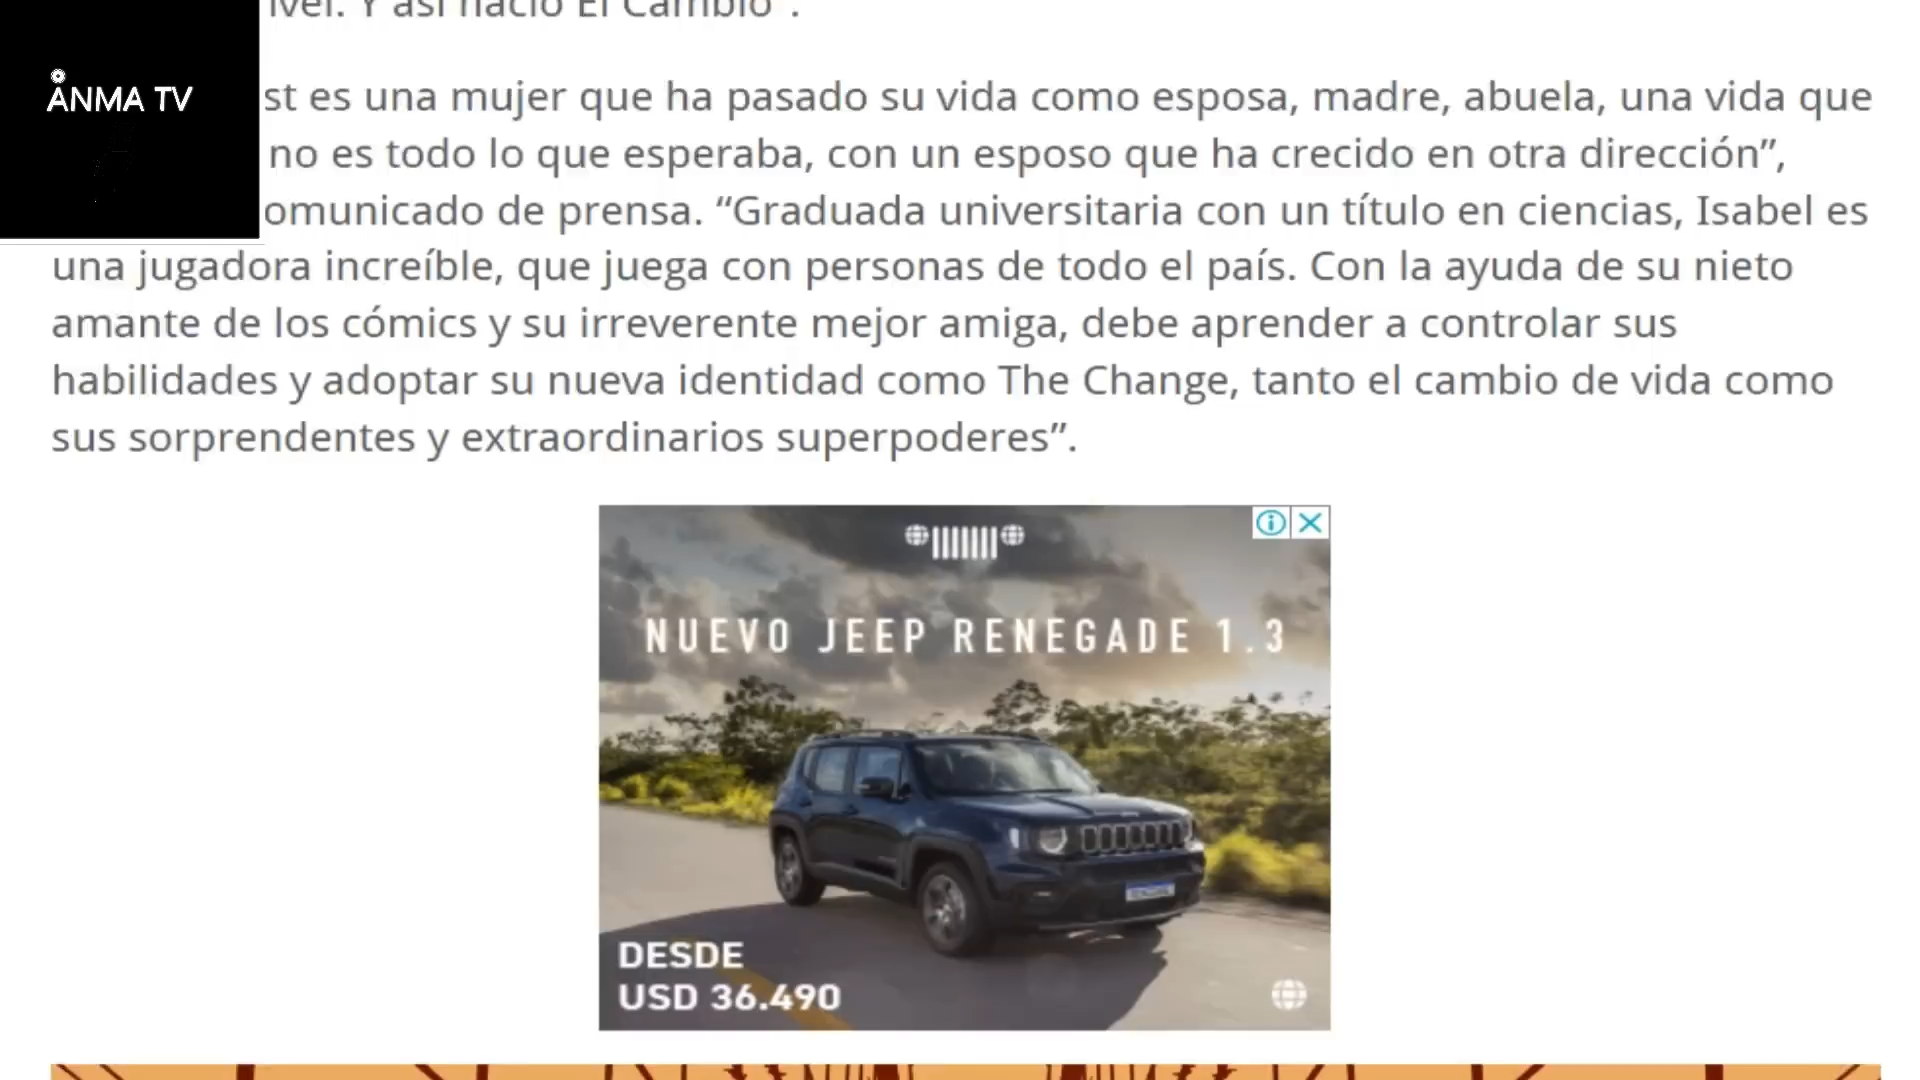 Y así nació El Cambio”.
ÅNMA TV
es una mujer que ha pasado su vida como esposa, madre, abuela, una vida que
no es todo lo que esperaba, con un esposo que ha crecido en otra dirección”,
de prensa. “Graduada universitaria con un título en ciencias, Isabel es
una jugadora increíble, que juega con personas de todo el país. Con la ayuda de su nieto
amante de los cómics y su irreverente mejor amiga, debe aprender a controlar sus
habilidades y adoptar su nueva identidad como The Change, tanto el cambio de vida como
sus sorprendentes y extraordinarios superpoderes”.
NUEVO JEEP RENEGADE 1.3
DESDE
USD 36.490